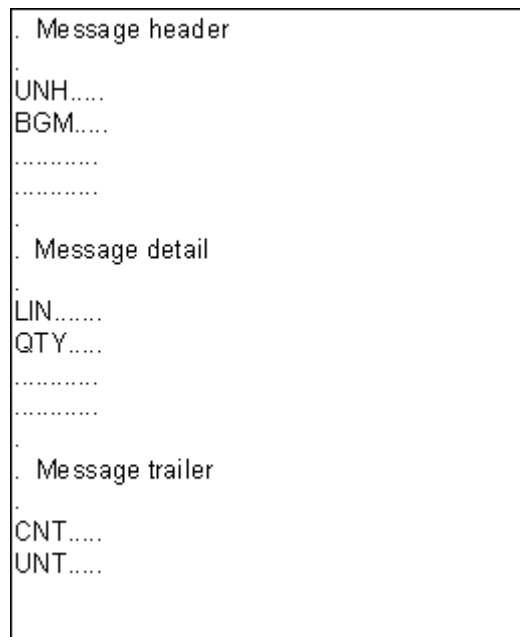 . Message header
.
UNH.....
BGM.....
...........
...........
.
. Message detail
.
LIN.......
QTY.....
...........
...........
.
. Message trailer
.
CNT.....
UNT.....